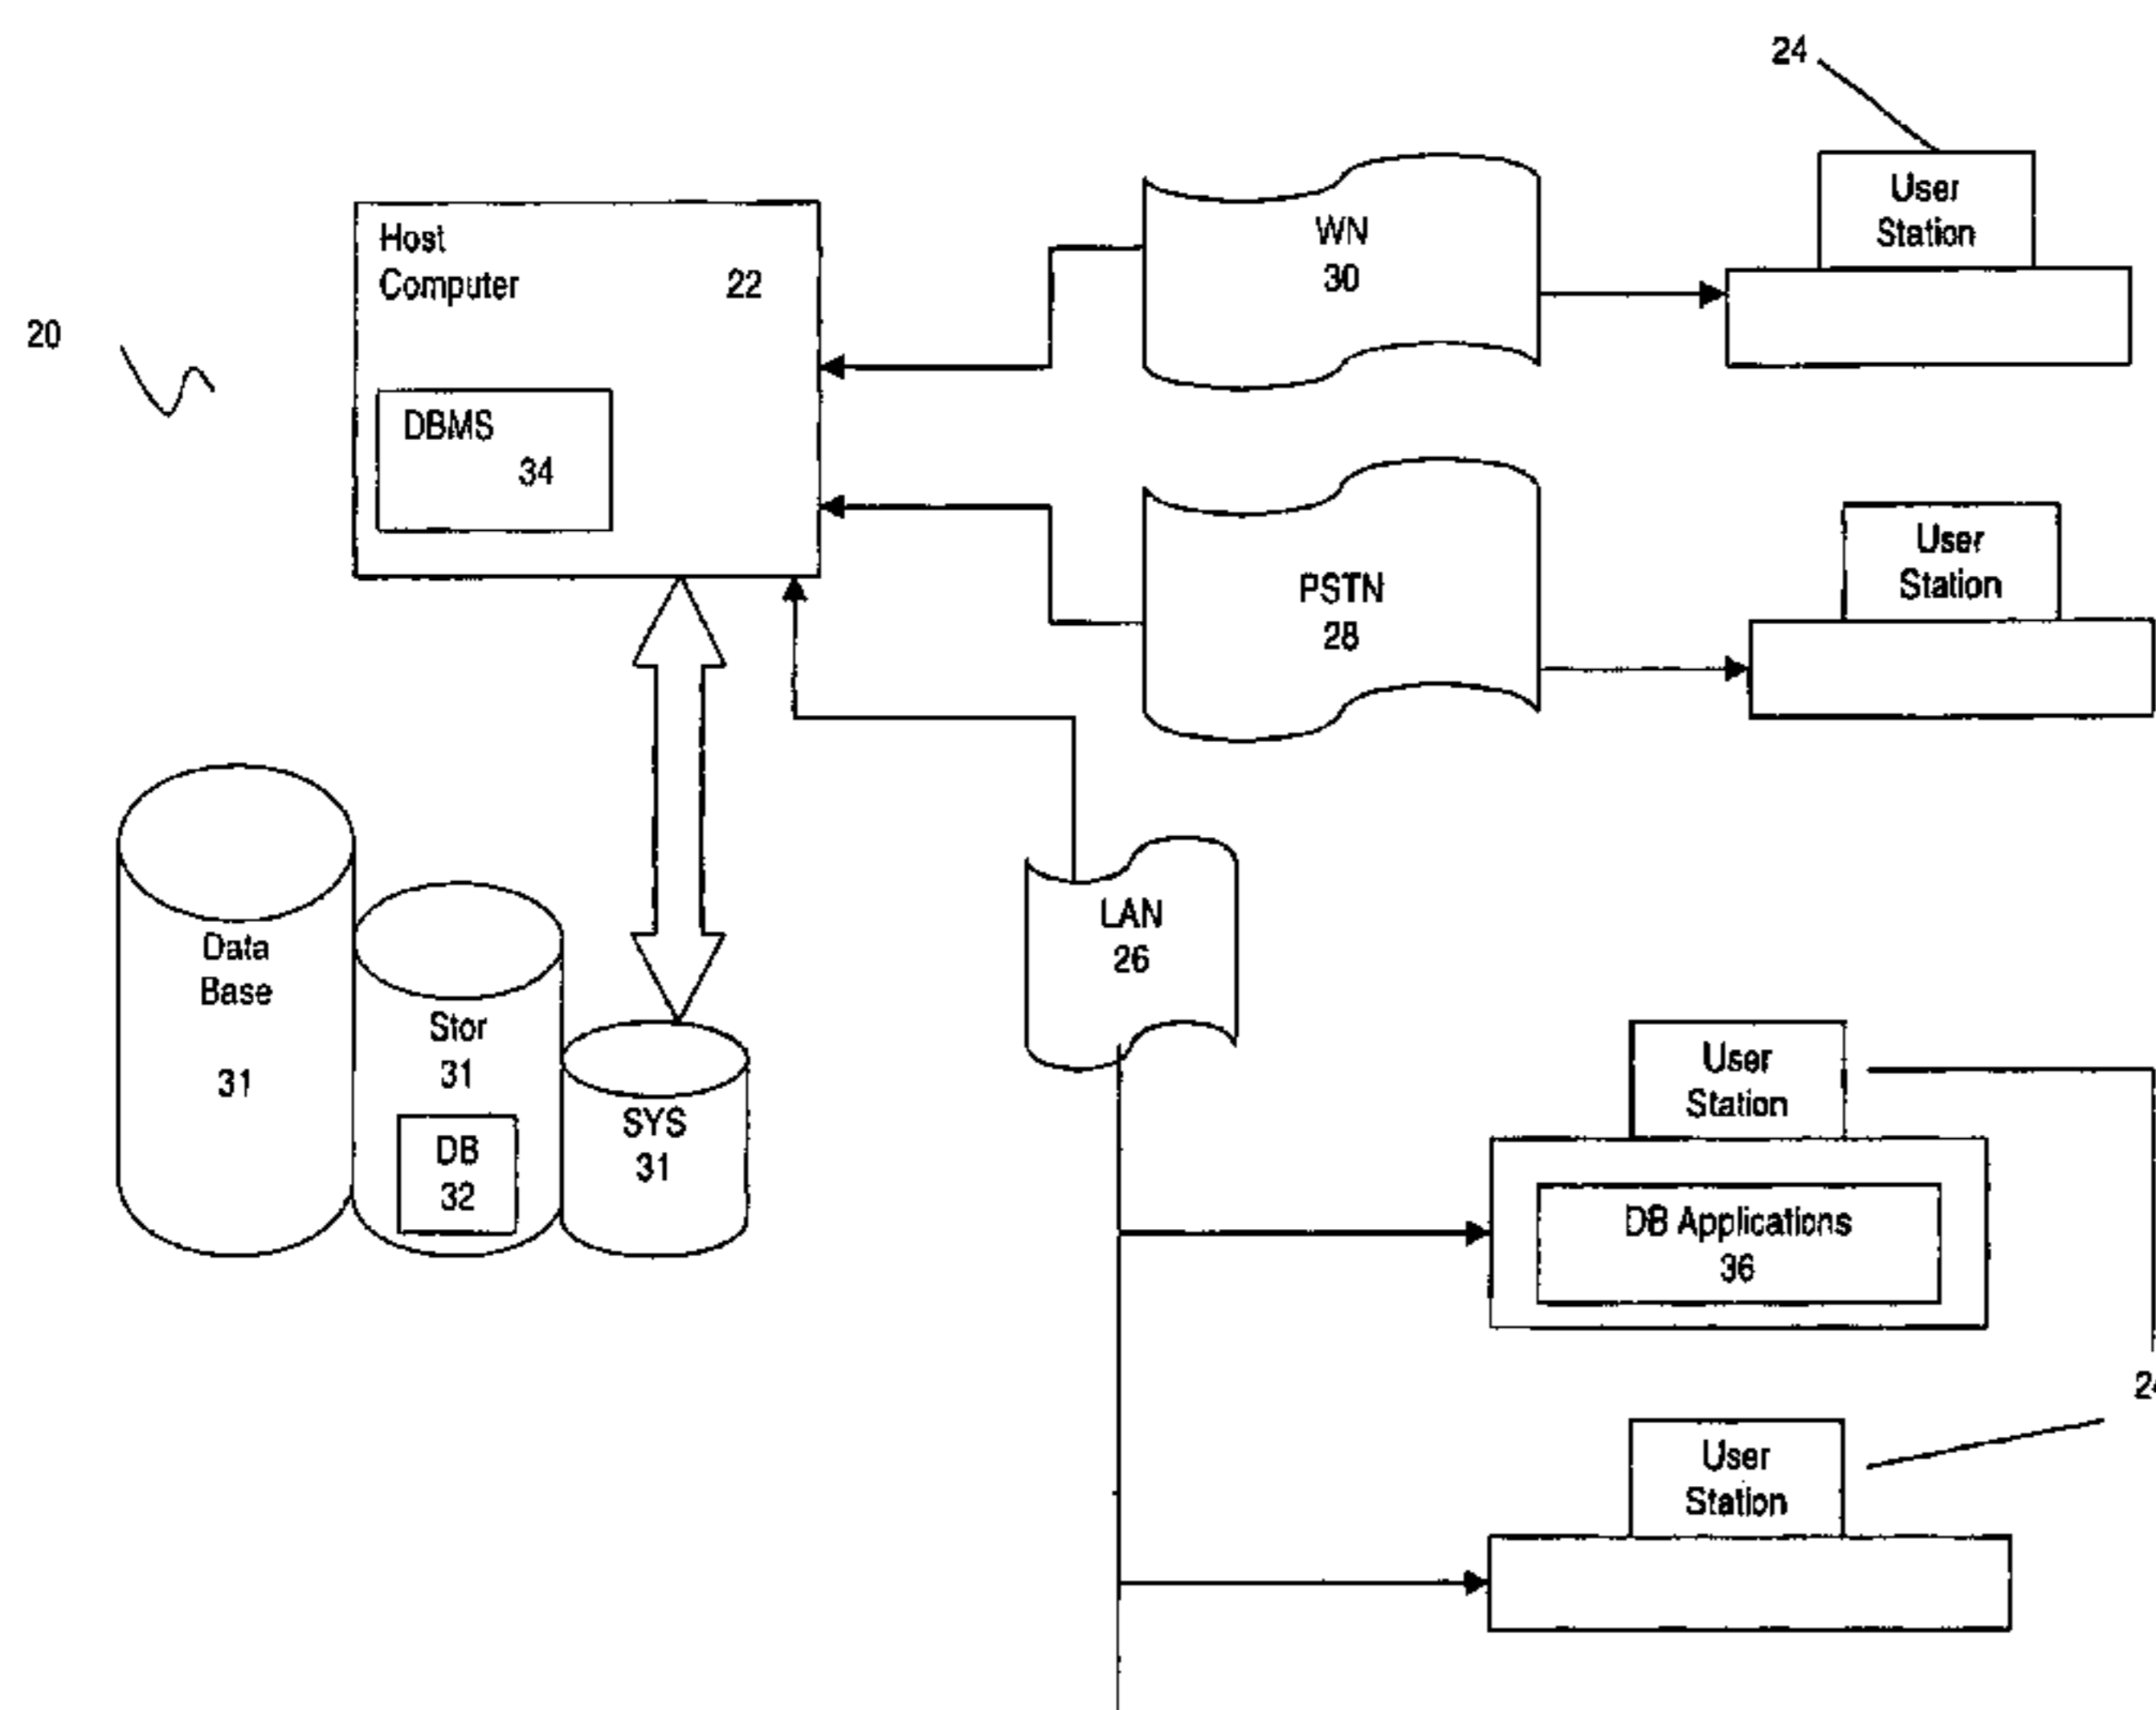 24
User
Station
WN
30
Host
Computer
22
20
DBMS
34
User
Station
PSTN
28
LAN
26
Data
Base
31
Stor
31
DB
32
SYS
31
User
Station
DB Applications
36
User
Station